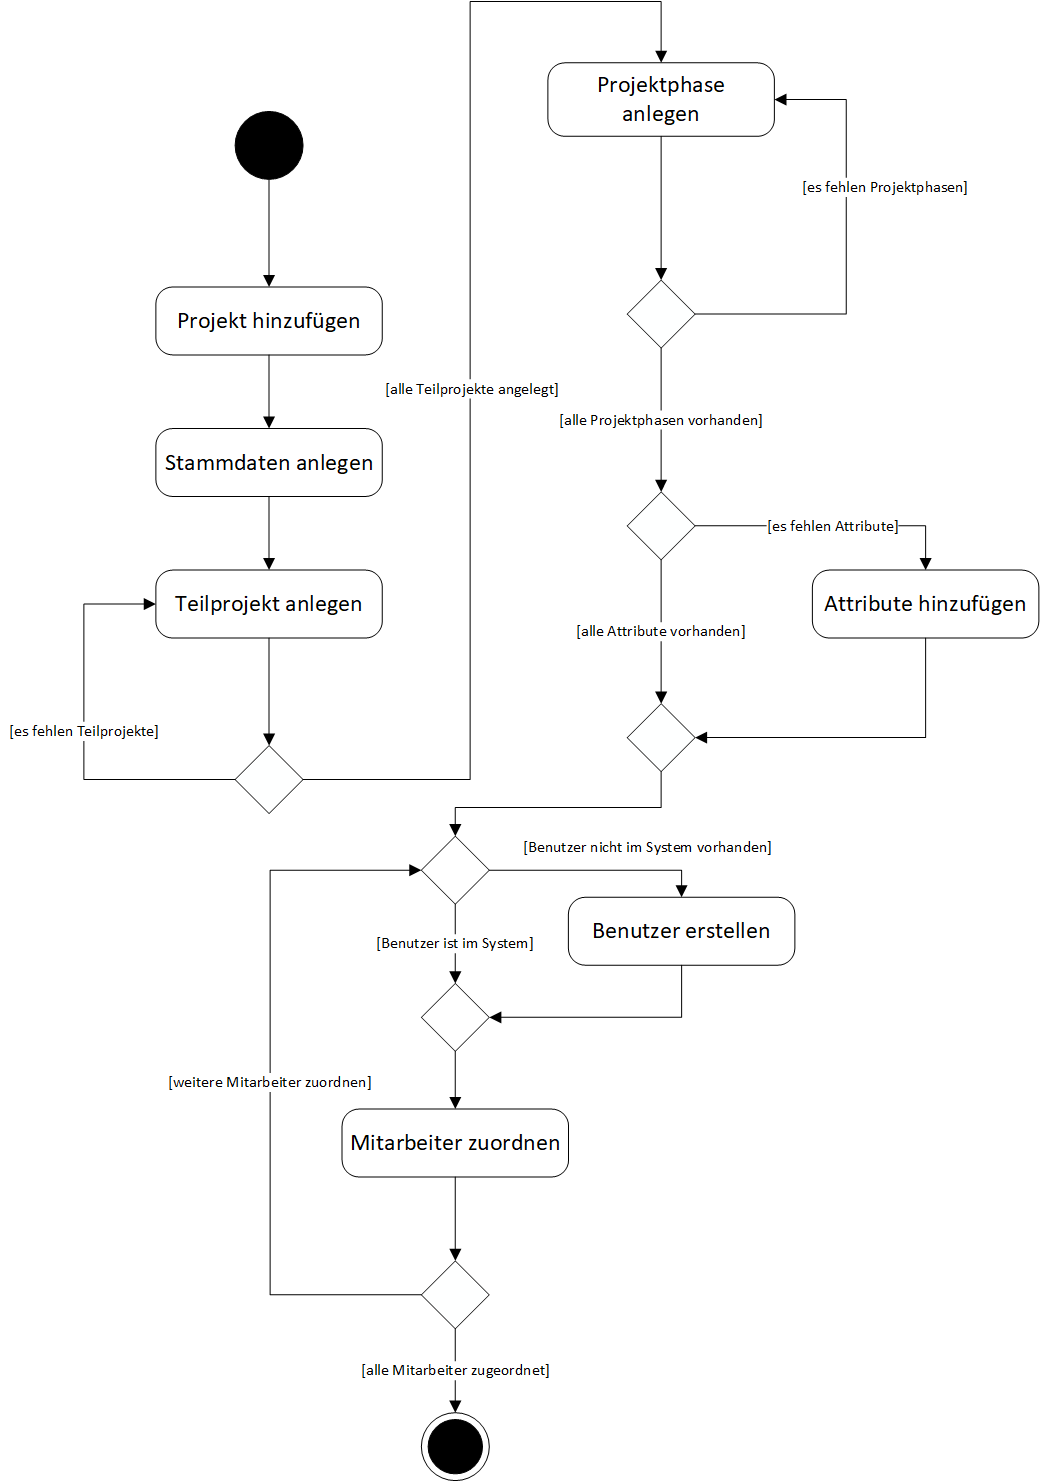 Projekt hinzufügen
Stammdaten anlegen
Teilprojekt anlegen
[es fehlen Teilprojekte]
[alle Teilprojekte angelegt]
Projektphase
anlegen
[es fehlen Projektphasen]
[alle Projektphasen vorhanden]
[es fehlen Attribute]
Attribute hinzufügen
[alle Attribute vorhanden]
[Benutzer nicht im System vorhanden]
Benutzer erstellen
[Benutzer ist im System]
[weitere Mitarbeiter zuordnen]
Mitarbeiter zuordnen
[alle Mitarbeiter zugeordnet]